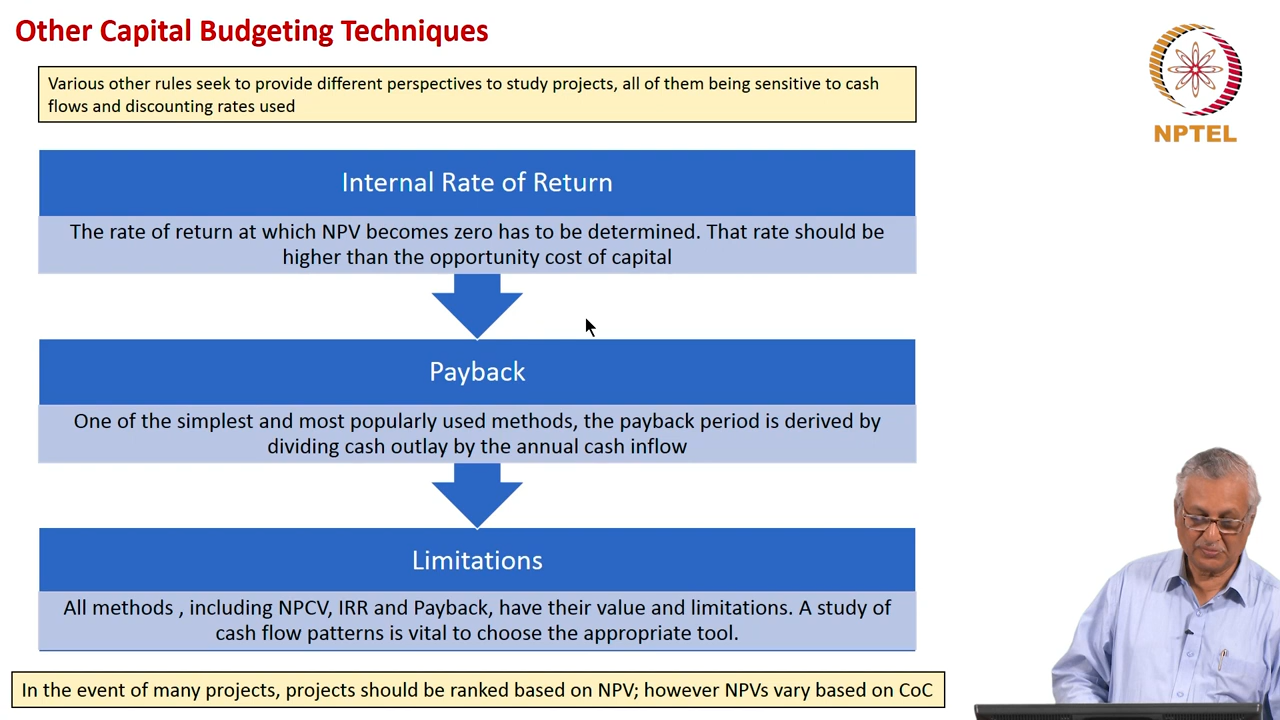 Other Capital Budgeting Techniques
Various other rules seek to provide different perspectives to study projects, all of them being sensitive to cash
flows and discounting rates used
NPTEL
Internal Rate of Return
The rate of return at which NPV becomes zero has to be determined. That rate should be
higher than the opportunity cost of capital
Payback
One of the simplest and most popularly used methods, the payback period is derived by
dividing cash outlay by the annual cash inflow
Limitations
All methods , including NPCV, IRR and Payback, have their value and limitations. A study of
cash flow patterns is vital to choose the appropriate tool.
In the event of many projects, projects should be ranked based on NPV; however NPVs vary based on CoC